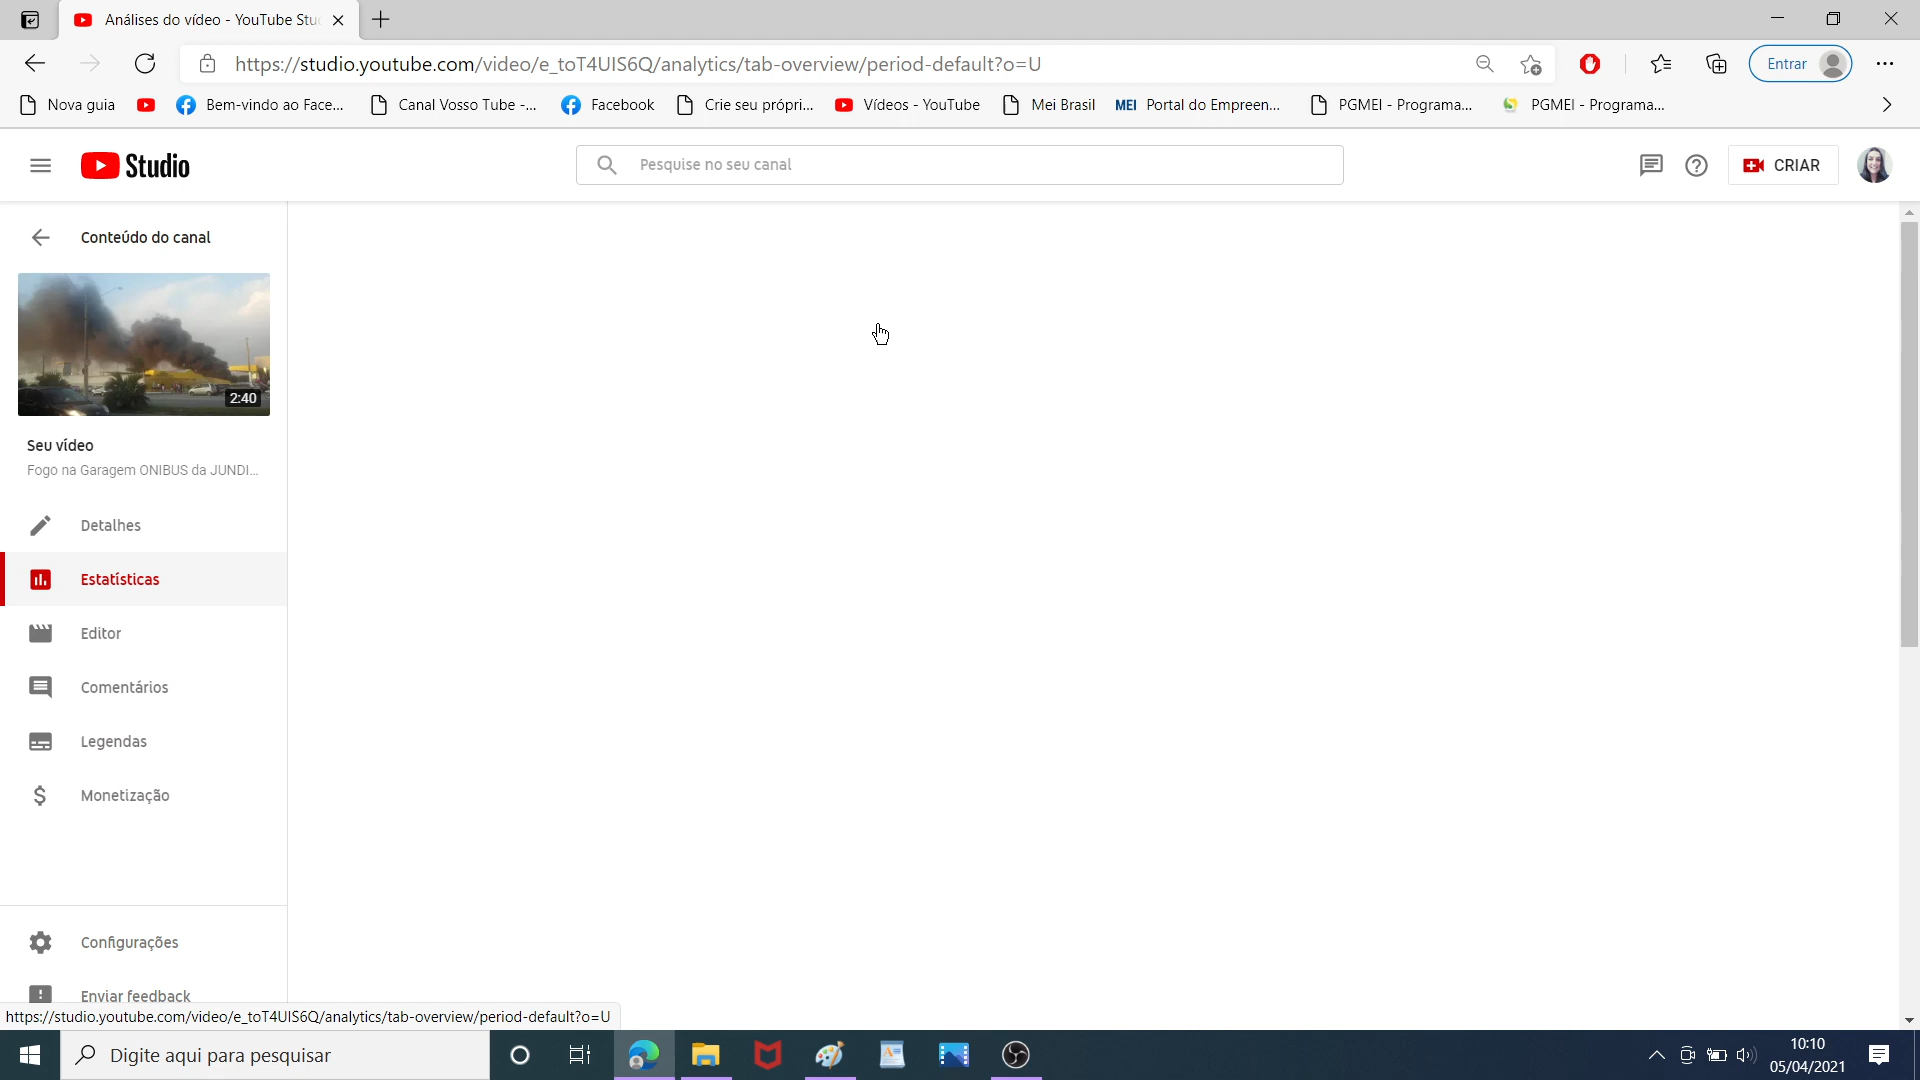 Análises do vídeo - YouTube Stu
https://studio.youtube.com/video/e_toT4UIS6Q/analytics/tab-overview/period-default?o=U
Entrar
Nova guia
Bem-vindo ao Face...
Canal Vosso Tube -...
Facebook
Crie seu própri...
Vídeos - YouTube
Mei Brasil
MEI Portal do Empreen...
PGMEI - Programa...
PGMEI - Programa...
Studio
Pesquise no seu canal
CRIAR
Conteúdo do canal
2:40
Seu vídeo
Fogo na Garagem ONIBUS da JUNDI...
Detalhes
Estatísticas
Editor
Comentários
Legendas
Monetização
Configurações
Enviar feedback
https://studio.youtube.com/video/e_toT4UIS6Q/analytics/tab-overview/period-default?o=U
Digite aqui para pesquisar
10:10
05/04/2021